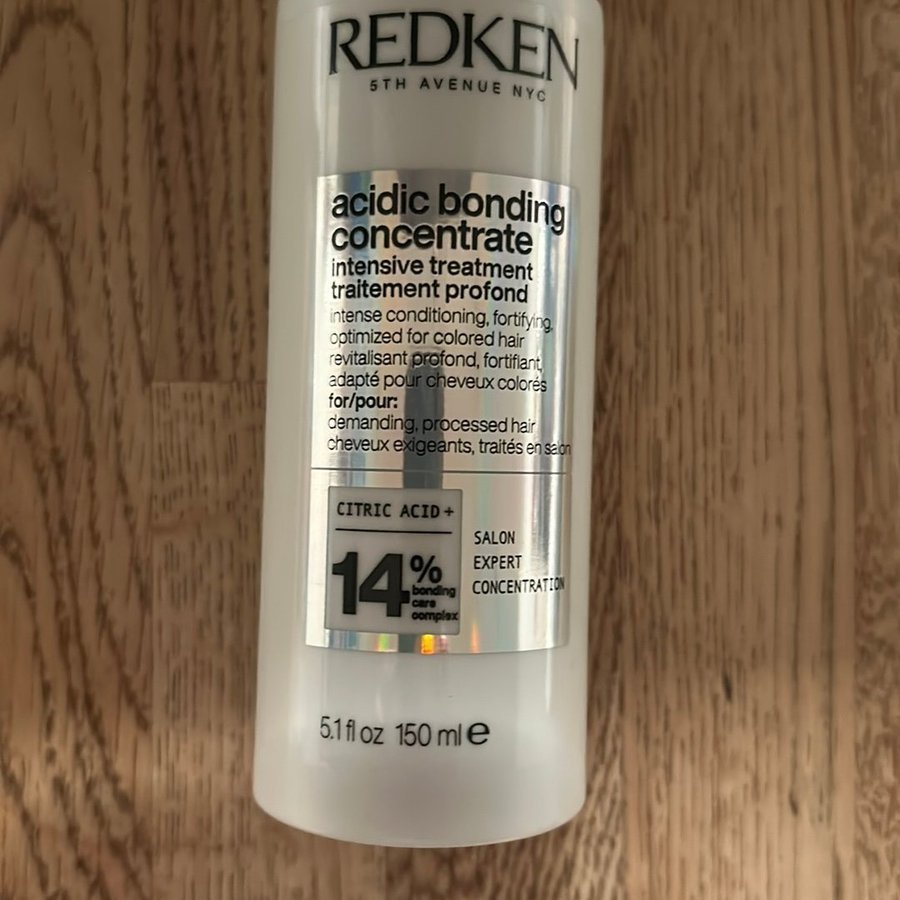 REDKEN
5TH AVENUE NYC
acidic bonding
concentrate
intensive treatment
traitement profond
intense conditioning, fortifying,
optimized for colored hair
revitalisant profond, fortifiant,
adapté pour cheveux colorés
for/pour:
demanding, processed hair
cheveux exigeants, traités en salon
CITRIC ACID+
14%
bonding
care
complex
SALON
EXPERT
CONCENTRATION
5.1 fl oz 150 ml e